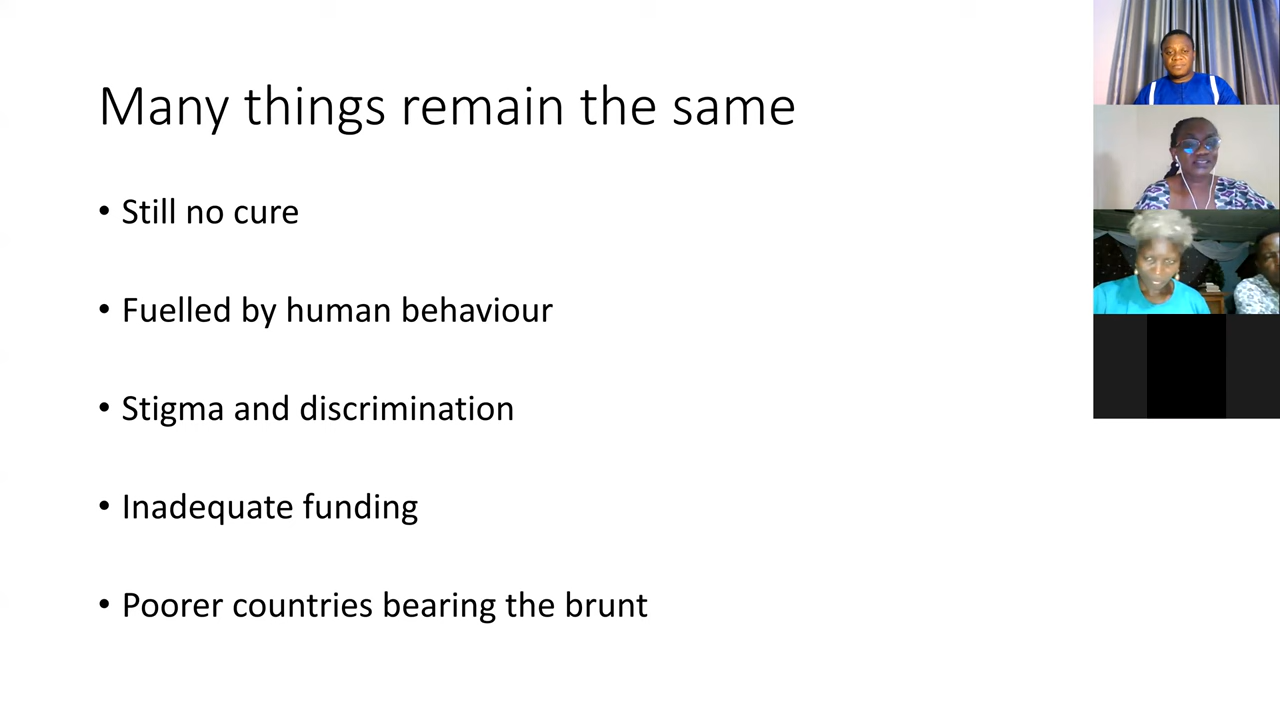 Many things remain the same
• Still no cure
• Fuelled by human behaviour
• Stigma and discrimination
• Inadequate funding
• Poorer countries bearing the brunt